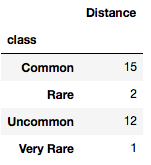 Distance
class
Common 15
Rare 2
Uncommon 12
Very Rare 1